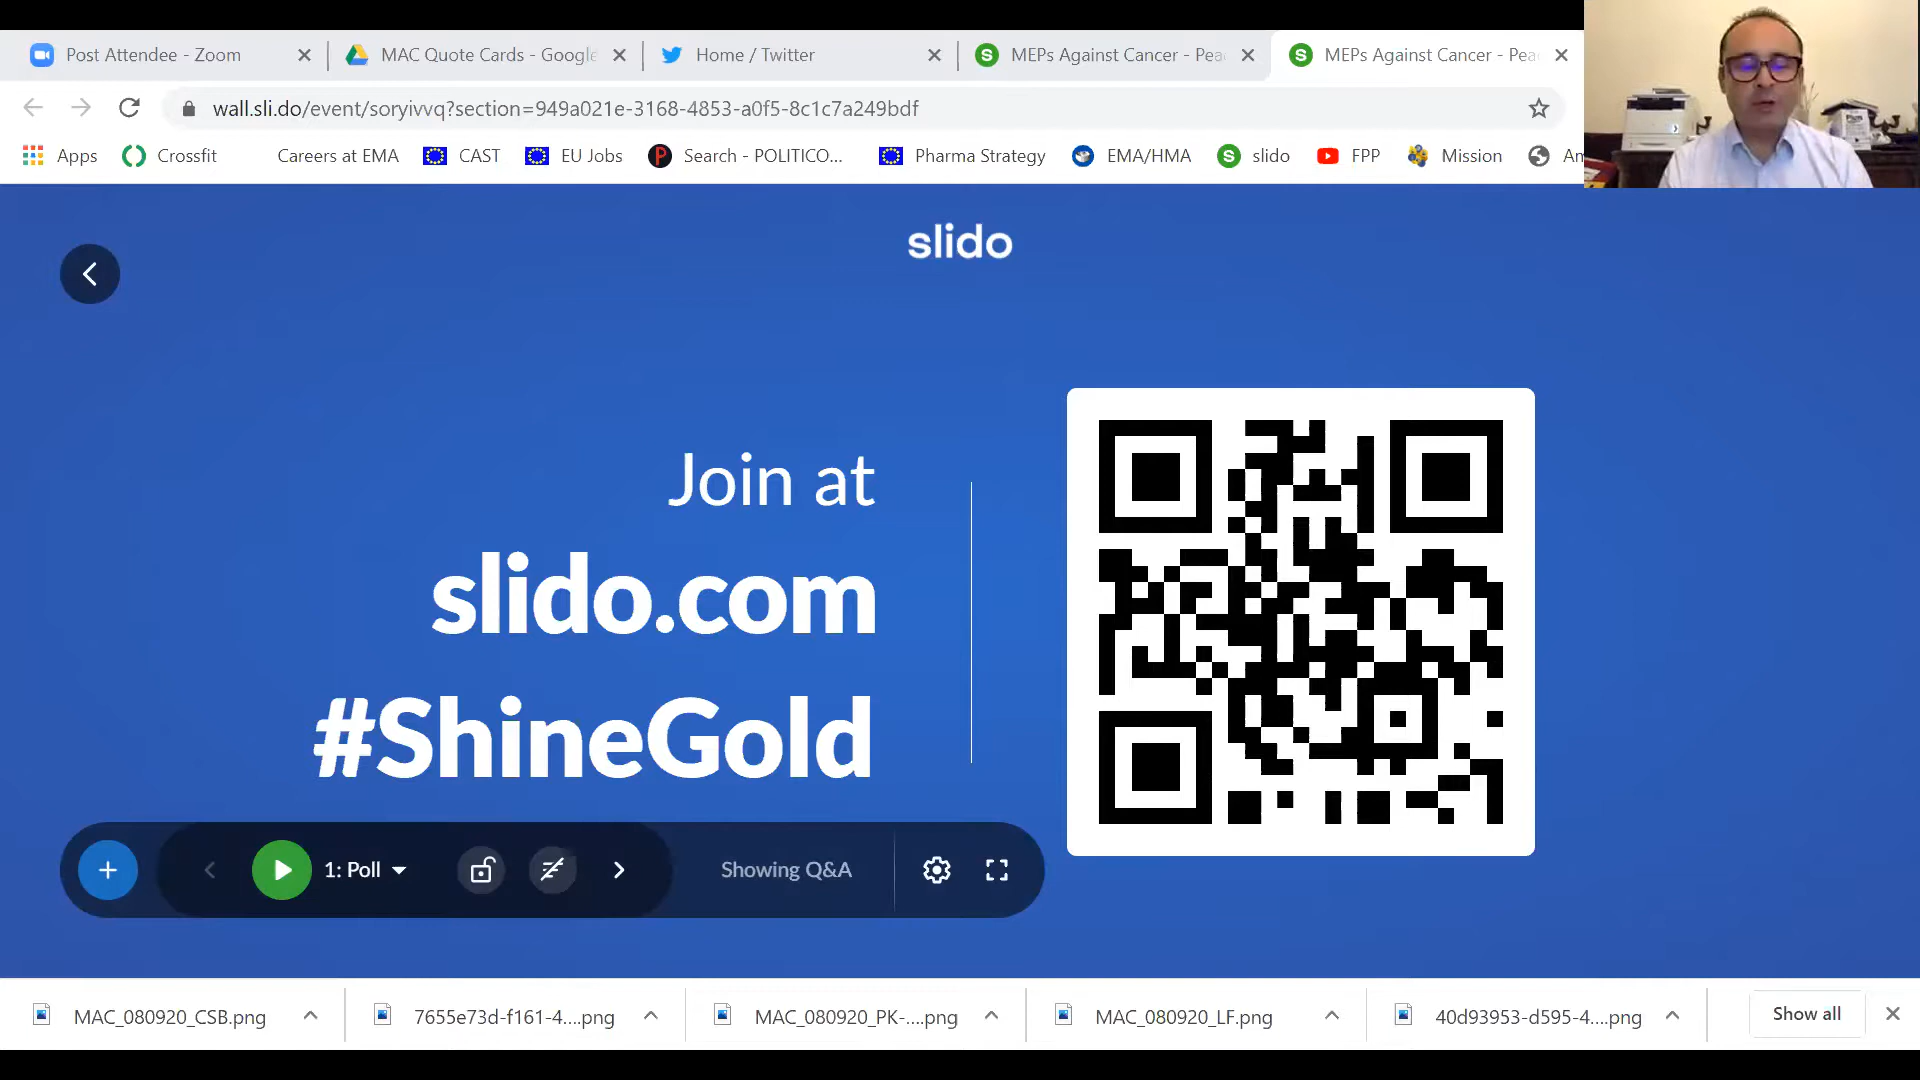 Post Attendee - Zoom
MAC Quote Cards - Google
Home / Twitter
MEPs Against Cancer - Pea
MEPs Against Cancer - Pea
wall.sli.do/event/soryivvq?section=949a021e-3168-4853-a0f5-8c1c7a249bdf
Apps
Crossfit
Careers at EMA
CAST
EU Jobs
Search - POLITICO...
Pharma Strategy
EMA/HMA
slido
FPP
Mission
slido
Join at
slido.com
#ShineGold
1: Poll
Showing Q&A
MAC_080920_CSB.png
7655e73d-f161-4....png
MAC_080920_PK-....png
MAC_080920_LF.png
40d93953-d595-4....png
Show all